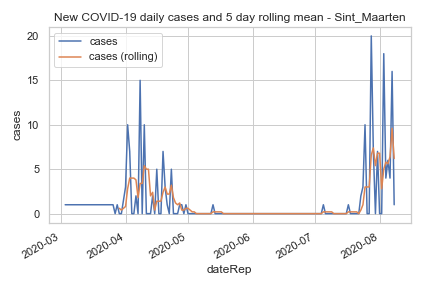 New COVID-19 daily cases and 5 day rolling mean - Sint_Maarten
cases
cases (rolling)
20
15
10
5
0
cases
2020-03
2020-04
2020-05
2020-06
2020-07
2020-08
dateRep